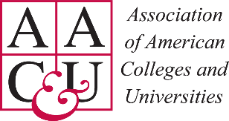 AA
C&U
Association
of American
Colleges and
Universities